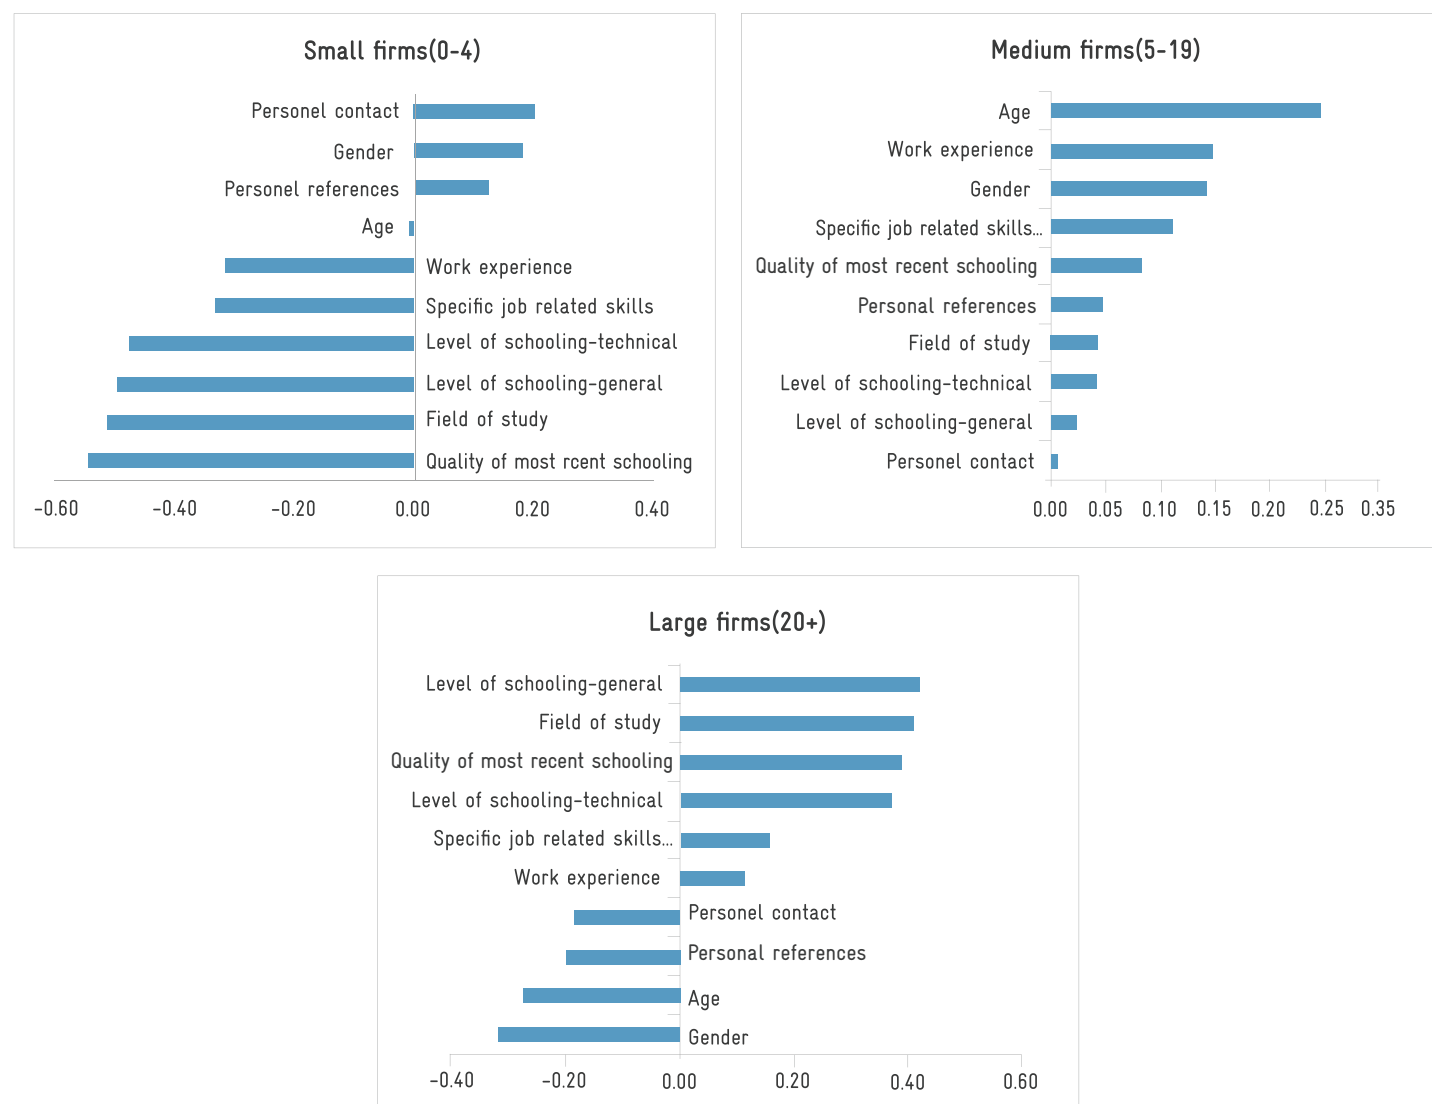 Small firms(0-4)
Personel contact
Gender
Personel references
Age
Work experience
Specific job related skills
Level of schooling-technical
Level of schooling-general
Field of study
Quality of most rcent schooling
-0.60 -0.40 -0.20 0.00 0.20 0.40
Medium firms(5-19)
Age
Work experience
Gender
Specific job related skills...
Quality of most recent schooling
Personal references
Field of study
Level of schooling-technical
Level of schooling-general
Personel contact
0.00 0.05 0.10 0.15 0.20 0.25 0.35
Large firms(20+)
Level of schooling-general
Field of study
Quality of most recent schooling
Level of schooling-technical
Specific job related skills...
Work experience
Personel contact
Personal references
Age
Gender
-0.40 -0.20 0.00 0.20 0.40 0.60